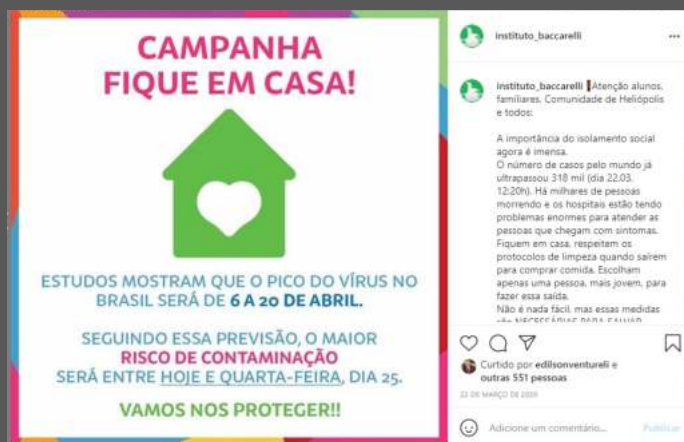 CAMPANHA
FIQUE EM CASA!
ESTUDOS MOSTRAM QUE O PICO DO VÍRUS NO
BRASIL SERÁ DE 6 A 20 DE ABRIL.
SEGUINDO ESSA PREVISÃO, O MAIOR
RISCO DE CONTAMINAÇÃO
SERÁ ENTRE HOJE E QUARTA-FEIRA, DIA 25.
VAMOS NOS PROTEGER!!
instituto_baccarelli
instituto_baccarelli Atenção alunos,
familiares, Comunidade de Heliópolis
e todos:
A importância do isolamento social
agora é imensa.
O número de casos pelo mundo já
ultrapassou 318 mil (dia 22.03,
12:20h). Há milhares de pessoas
morrendo e os hospitais estão tendo
problemas enormes para atender as
pessoas que chegam com sintomas.
Fiquem em casa, respeitem os
protocolos de limpeza quando saírem
para comprar comida. Escolham
apenas uma pessoa, mais jovem, para
fazer essa saída.
Não é nada fácil, mas essas medidas
são NECESSÁRIAS PARA SALVAR
Curtido por edilsonventureli e
outras 551 pessoas
22 DE MARÇO DE 2020
Adicione um comentário...
Publicar